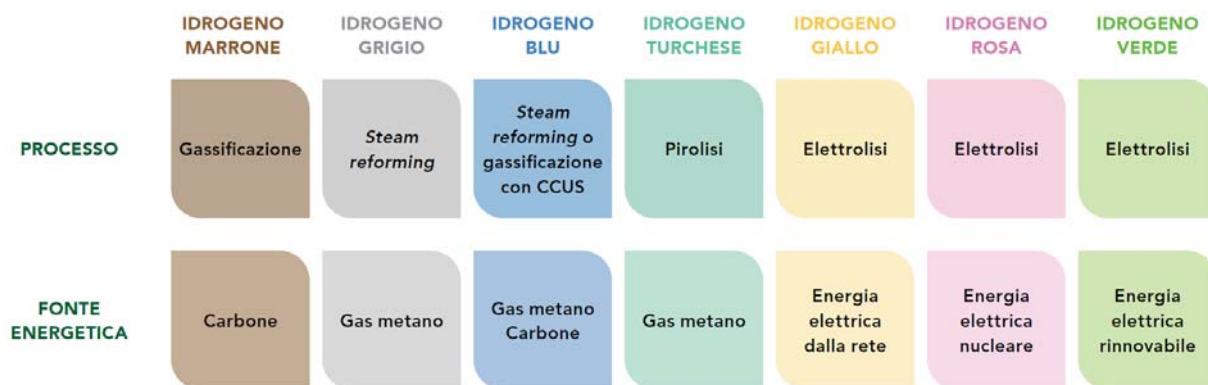 IDROGENO MARRONE
IDROGENO GRIGIO
IDROGENO BLU
IDROGENO TURCHESE
IDROGENO GIALLO
IDROGENO ROSA
IDROGENO VERDE
PROCESSO
Gassificazione
Steam
reforming
Steam
reforming o
gassificazione
con CCUS
Pirolisi
Elettrolisi
Elettrolisi
Elettrolisi
FONTE
ENERGETICA
Carbone
Gas metano
Gas metano
Carbone
Gas metano
Energia
elettrica
dalla rete
Energia
elettrica
nucleare
Energia
elettrica
rinnovabile